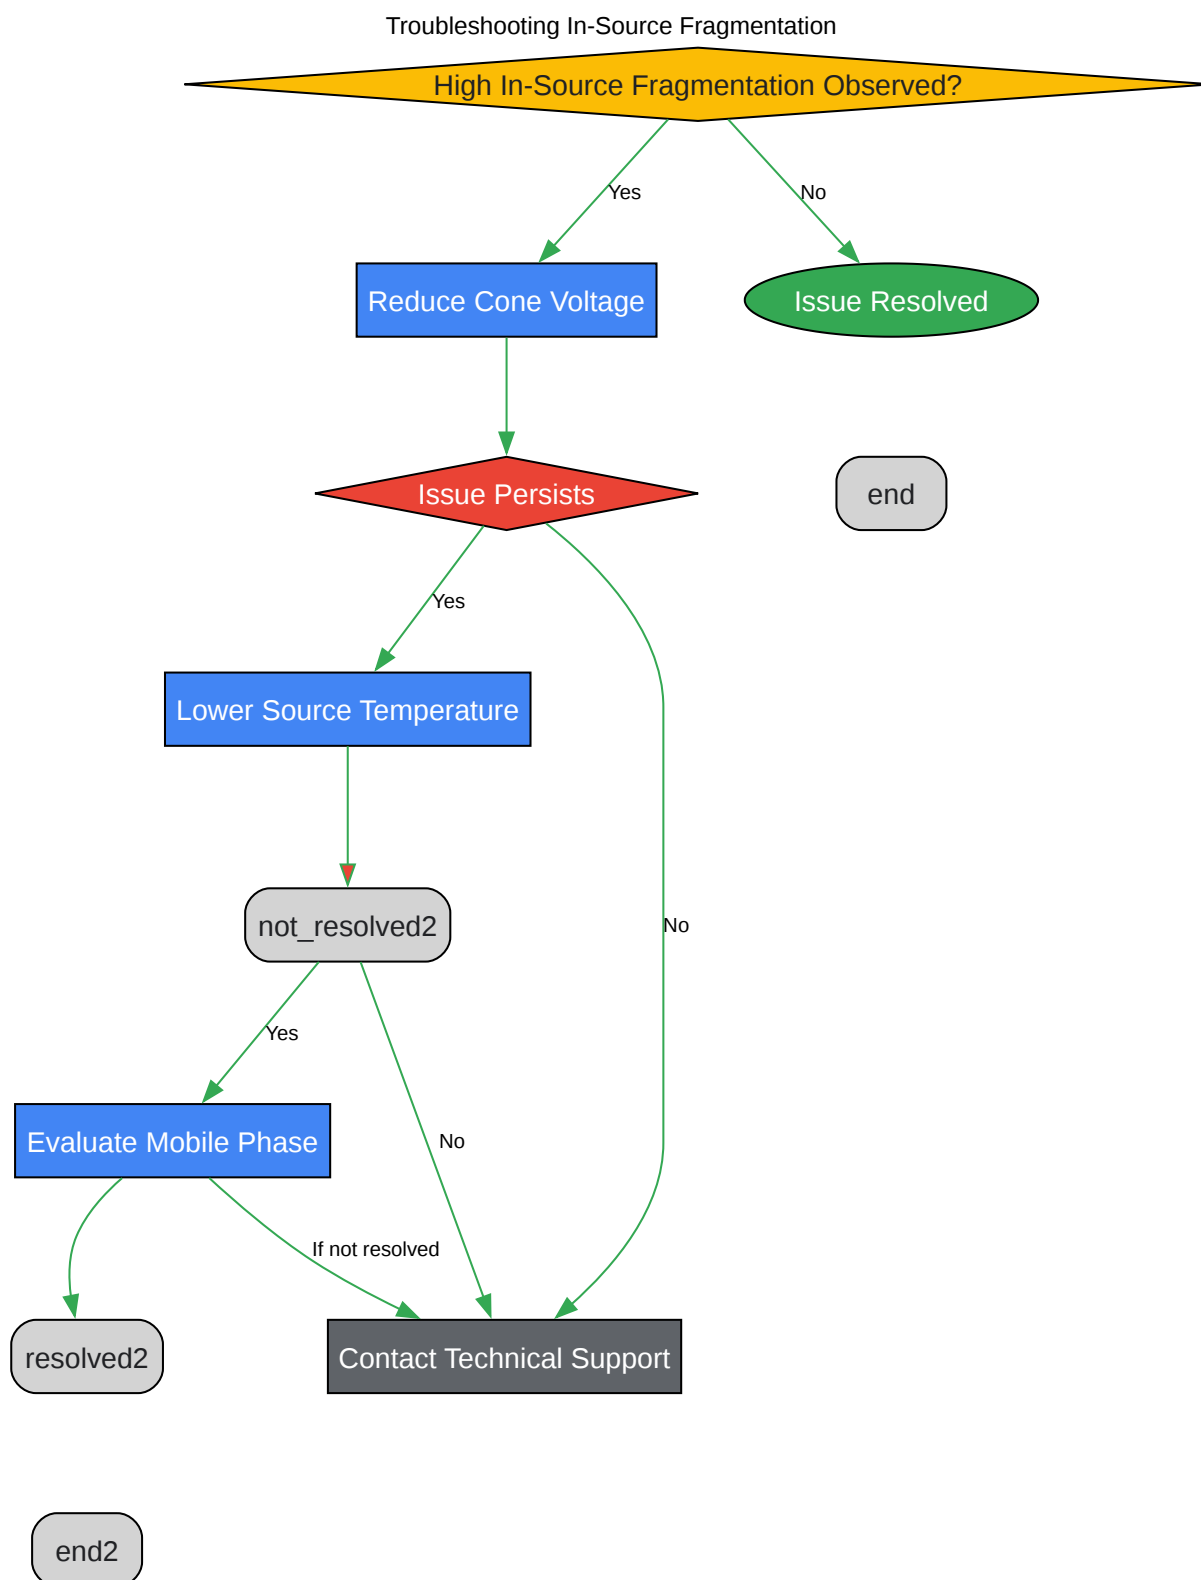 Troubleshooting In-Source Fragmentation
High In-Source Fragmentation Observed?
Yes
No
Reduce Cone Voltage
Issue Resolved
Issue Persists
end
Yes
Lower Source Temperature
not_resolved2
No
Yes
Evaluate Mobile Phase
No
If not resolved
resolved2
Contact Technical Support
end2